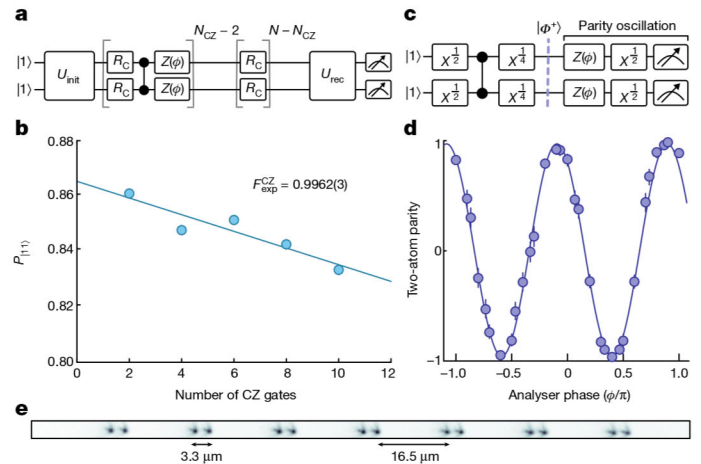 a
N_CZ − 2
N − N_CZ
|1⟩
|1⟩
U_init
R_C
R_C
Z(ϕ)
Z(ϕ)
R_C
R_C
U_rec
b
0.88
0.86
0.84
0.82
0.80
P_|11⟩
F_exp^CZ = 0.9962(3)
0
2
4
6
8
10
12
Number of CZ gates
c
|Φ⁺⟩
Parity oscillation
|1⟩
X^1/2
X^1/4
Z(ϕ)
X^1/2
|1⟩
X^1/2
X^1/4
Z(ϕ)
X^1/2
d
1
0
−1
Two-atom parity
−1.0
−0.5
0
0.5
1.0
Analyser phase (ϕ/π)
e
3.3 μm
16.5 μm